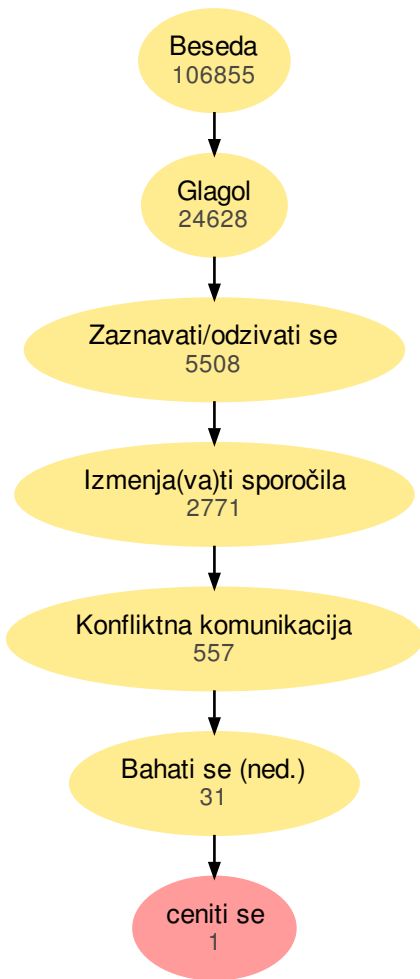 Beseda
106855
Glagol
24628
Zaznavati/odzivati se
5508
Izmenja(va)ti sporočila
2771
Konfliktna komunikacija
557
Bahati se (ned.)
31
ceniti se
1